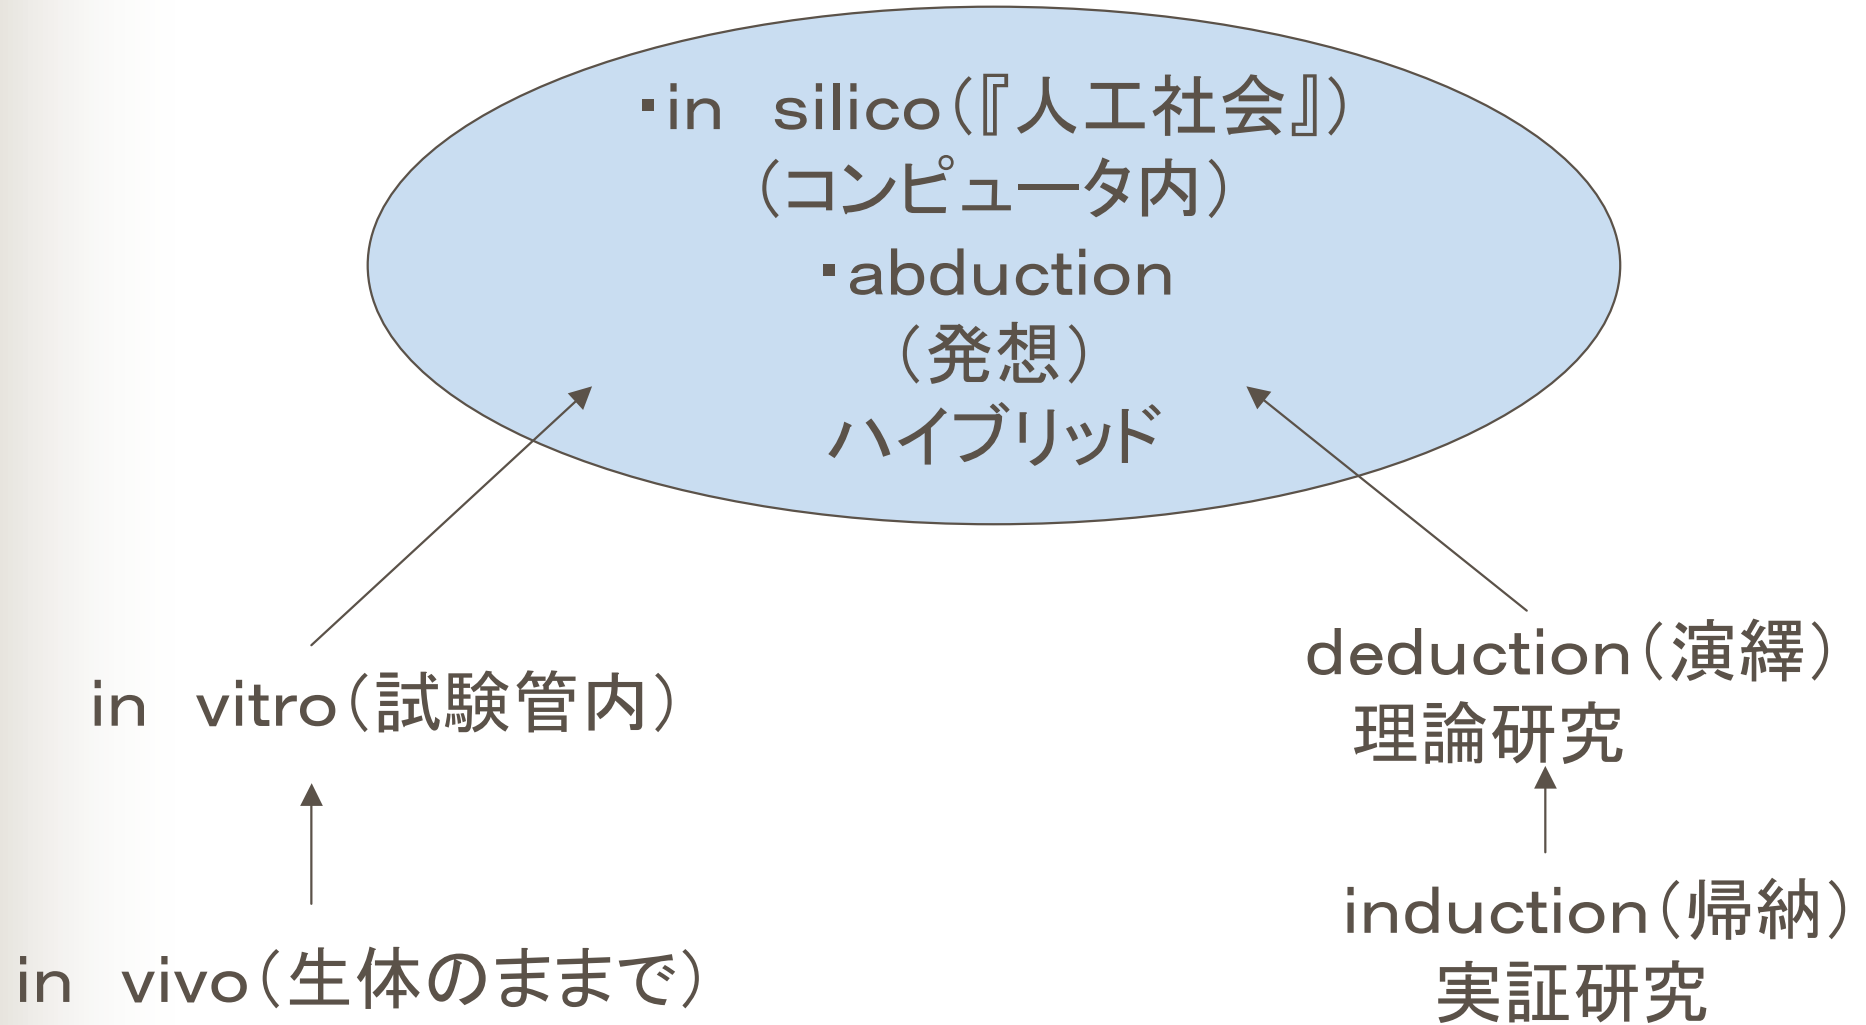 ・in silico(『人工社会』)
(コンピュータ内)
・abduction
(発想)
ハイブリッド
in vitro(試験管内)
in vivo(生体のままで)
deduction(演繹)
理論研究
induction(帰納)
実証研究